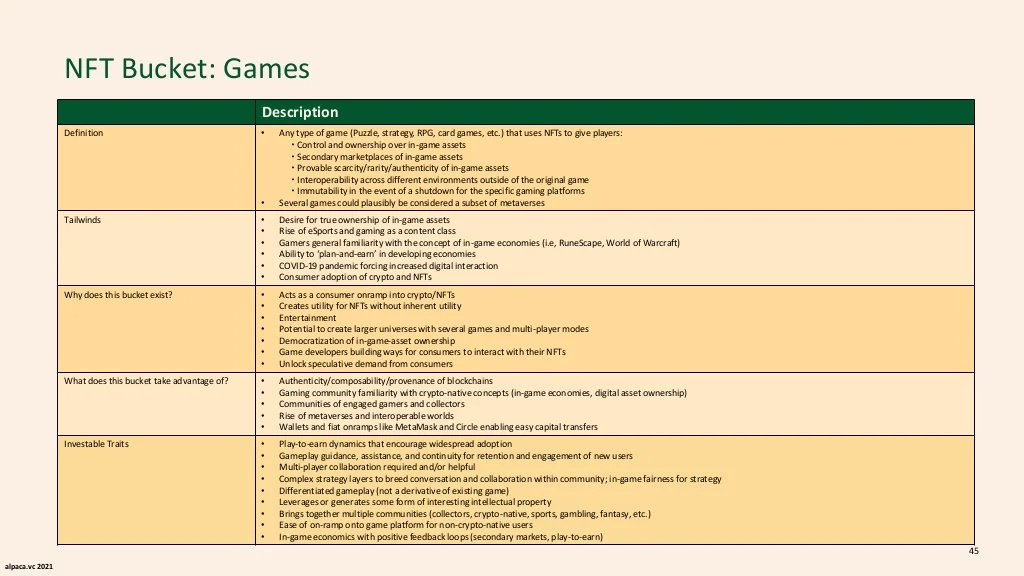 NFT Bucket: Games
Description
Definition
• Any type of game (Puzzle, strategy, RPG, card games, etc.) that uses NFTs to give players:
• Control and ownership over in-game assets
• Secondary marketplaces of in-game assets
• Provable scarcity/rarity/authenticity of in-game assets
• Interoperability across different environments outside of the original game
• Immutability in the event of a shutdown for the specific gaming platforms
• Several games could plausibly be considered a subset of metaverses
Tailwinds
• Desire for true ownership of in-game assets
• Rise of eSports and gaming as a content class
• Gamers general familiarity with the concept of in-game economies (i.e, RuneScape, World of Warcraft)
• Ability to ‘plan-and-earn’ in developing economies
• COVID-19 pandemic forcing increased digital interaction
• Consumer adoption of crypto and NFTs
Why does this bucket exist?
• Acts as a consumer onramp into crypto/NFTs
• Creates utility for NFTs without inherent utility
• Entertainment
• Potential to create larger universes with several games and multi-player modes
• Democratization of in-game-asset ownership
• Game developers building ways for consumers to interact with their NFTs
• Unlock speculative demand from consumers
What does this bucket take advantage of?
• Authenticity/composability/provenance of blockchains
• Gaming community familiarity with crypto-native concepts (in-game economies, digital asset ownership)
• Communities of engaged gamers and collectors
• Rise of metaverses and interoperable worlds
• Wallets and fiat onramps like MetaMask and Circle enabling easy capital transfers
Investable Traits
• Play-to-earn dynamics that encourage widespread adoption
• Gameplay guidance, assistance, and continuity for retention and engagement of new users
• Multi-player collaboration required and/or helpful
• Complex strategy layers to breed conversation and collaboration within community; in-game fairness for strategy
• Differentiated gameplay (not a derivative of existing game)
• Leverages or generates some form of interesting intellectual property
• Brings together multiple communities (collectors, crypto-native, sports, gambling, fantasy, etc.)
• Ease of on-ramp onto game platform for non-crypto-native users
• In-game economics with positive feedback loops (secondary markets, play-to-earn)
45
alpaca.vc 2021